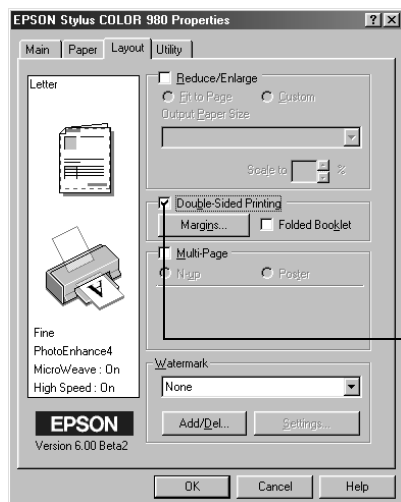 EPSON Stylus COLOR 980 Properties
Main Paper Layout Utility
Letter
Reduce/Enlarge
Fit to Page Custom
Output Paper Size
Scale to %
Double-Sided Printing
Margins... Folded Booklet
Multi-Page
N-up Poster
A
Fine
PhotoEnhance4
MicroWeave : On
High Speed : On
Watermark
None
EPSON
Version 6.00 Beta2
Add/Del... Settings...
OK Cancel Help